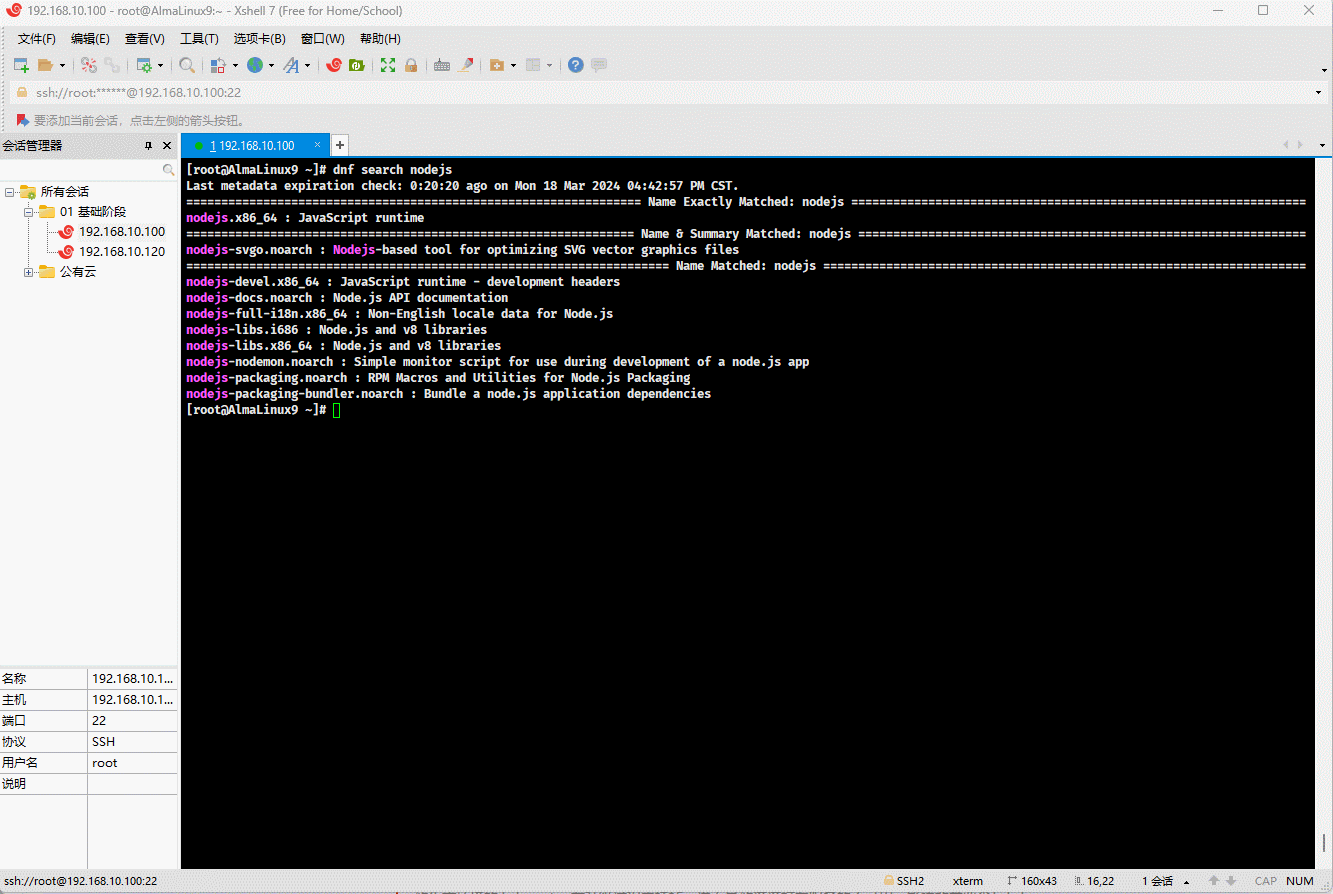 192.168.10.100 - root@AlmaLinux9:~ - Xshell 7 (Free for Home/School)
文件(F) 编辑(E) 查看(V) 工具(T) 选项卡(B) 窗口(W) 帮助(H)
ssh://root:******@192.168.10.100:22
要添加当前会话，点击左侧的箭头按钮。
会话管理器
1 192.168.10.100
所有会话
01 基础阶段
192.168.10.100
192.168.10.120
公有云
[root@AlmaLinux9 ~]# dnf search nodejs
Last metadata expiration check: 0:20:20 ago on Mon 18 Mar 2024 04:42:57 PM CST.
================================================================= Name Exactly Matched: nodejs =================================================================
nodejs.x86_64 : JavaScript runtime
================================================================ Name & Summary Matched: nodejs ================================================================
nodejs-svgo.noarch : Nodejs-based tool for optimizing SVG vector graphics files
===================================================================== Name Matched: nodejs =====================================================================
nodejs-devel.x86_64 : JavaScript runtime - development headers
nodejs-docs.noarch : Node.js API documentation
nodejs-full-i18n.x86_64 : Non-English locale data for Node.js
nodejs-libs.i686 : Node.js and v8 libraries
nodejs-libs.x86_64 : Node.js and v8 libraries
nodejs-nodemon.noarch : Simple monitor script for use during development of a node.js app
nodejs-packaging.noarch : RPM Macros and Utilities for Node.js Packaging
nodejs-packaging-bundler.noarch : Bundle a node.js application dependencies
[root@AlmaLinux9 ~]#
名称 192.168.10.1...
主机 192.168.10.1...
端口 22
协议 SSH
用户名 root
说明
ssh://root@192.168.10.100:22 SSH2 xterm 160x43 16,22 1 会话 CAP NUM